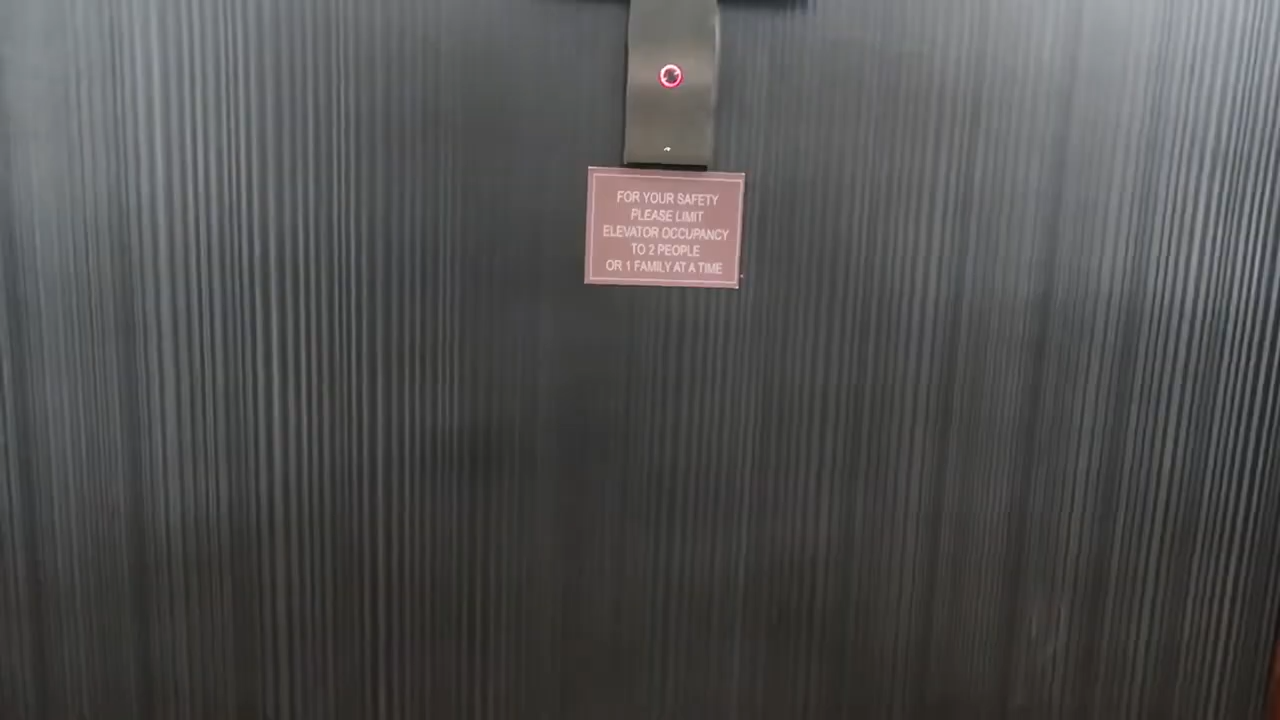 FOR YOUR SAFETY
PLEASE LIMIT
ELEVATOR OCCUPANCY
TO 2 PEOPLE
OR 1 FAMILY AT A TIME